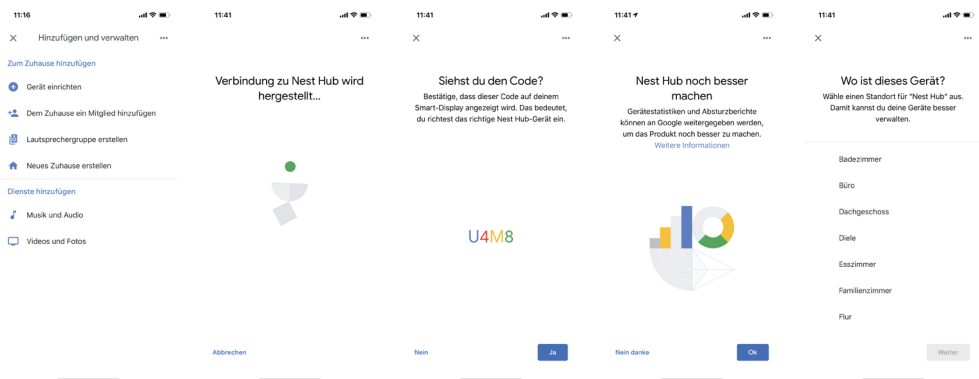 11:16
Hinzufügen und verwalten
Zum Zuhause hinzufügen
Gerät einrichten
Dem Zuhause ein Mitglied hinzufügen
Lautsprechergruppe erstellen
Neues Zuhause erstellen
Dienste hinzufügen
Musik und Audio
Videos und Fotos
11:41
Verbindung zu Nest Hub wird
hergestellt...
Abbrechen
11:41
Siehst du den Code?
Bestätige, dass dieser Code auf deinem
Smart-Display angezeigt wird. Das bedeutet,
du richtest das richtige Nest Hub-Gerät ein.
U4M8
Nein
Ja
11:41
Nest Hub noch besser
machen
Gerätestatistiken und Absturzberichte
können an Google weitergegeben werden,
um das Produkt noch besser zu machen.
Weitere Informationen
Nein danke
Ok
11:41
Wo ist dieses Gerät?
Wähle einen Standort für "Nest Hub" aus.
Damit kannst du deine Geräte besser
verwalten.
Badezimmer
Büro
Dachgeschoss
Diele
Esszimmer
Familienzimmer
Flur
Weiter